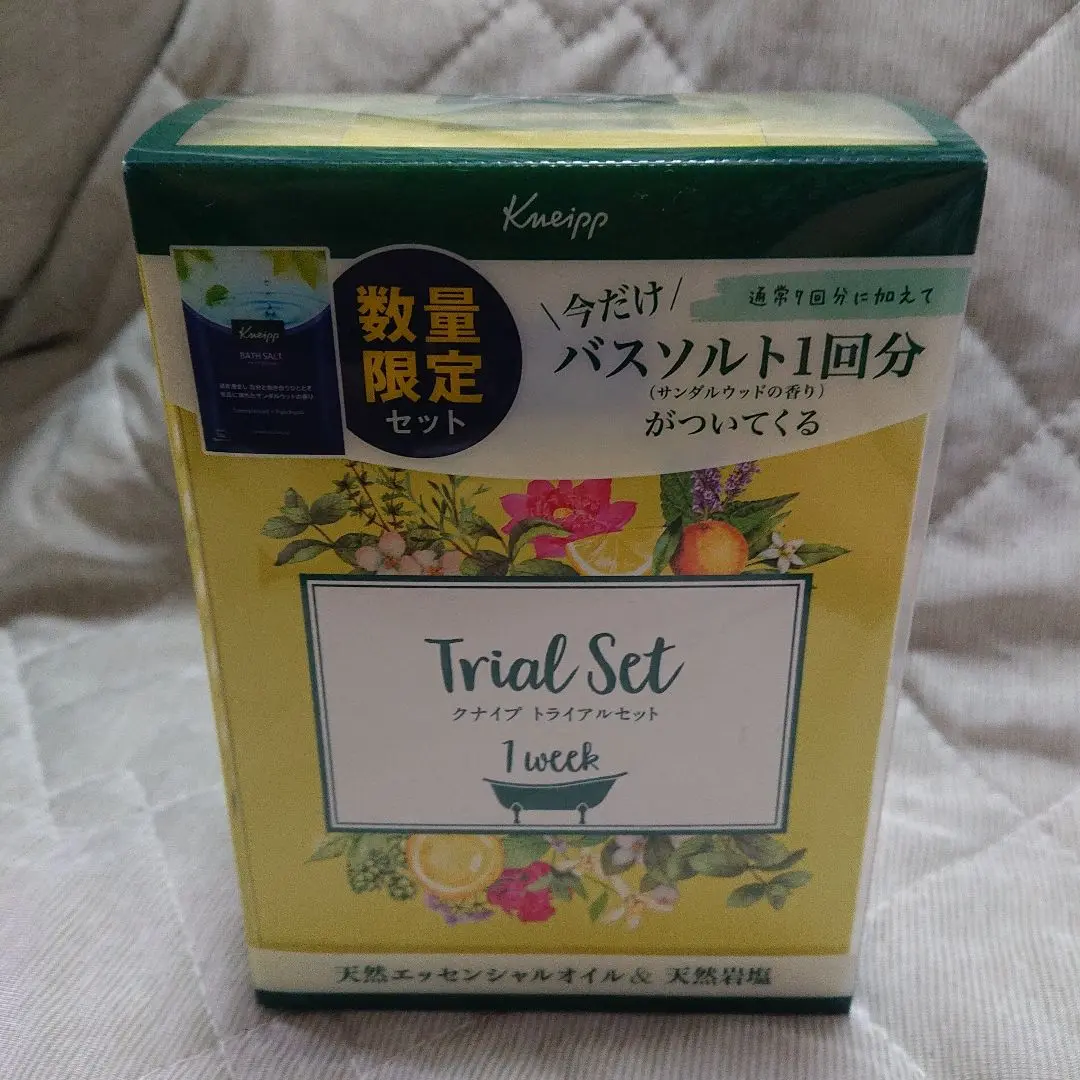 Kneipp
数量
限定
セット
今だけ
通常7回分に加えて
バスソルト1回分
(サンダルウッドの香り)
がついてくる
Kneipp
BATH SALT
Trial Set
クナイプ トライアルセット
1 week
天然エッセンシャルオイル & 天然岩塩